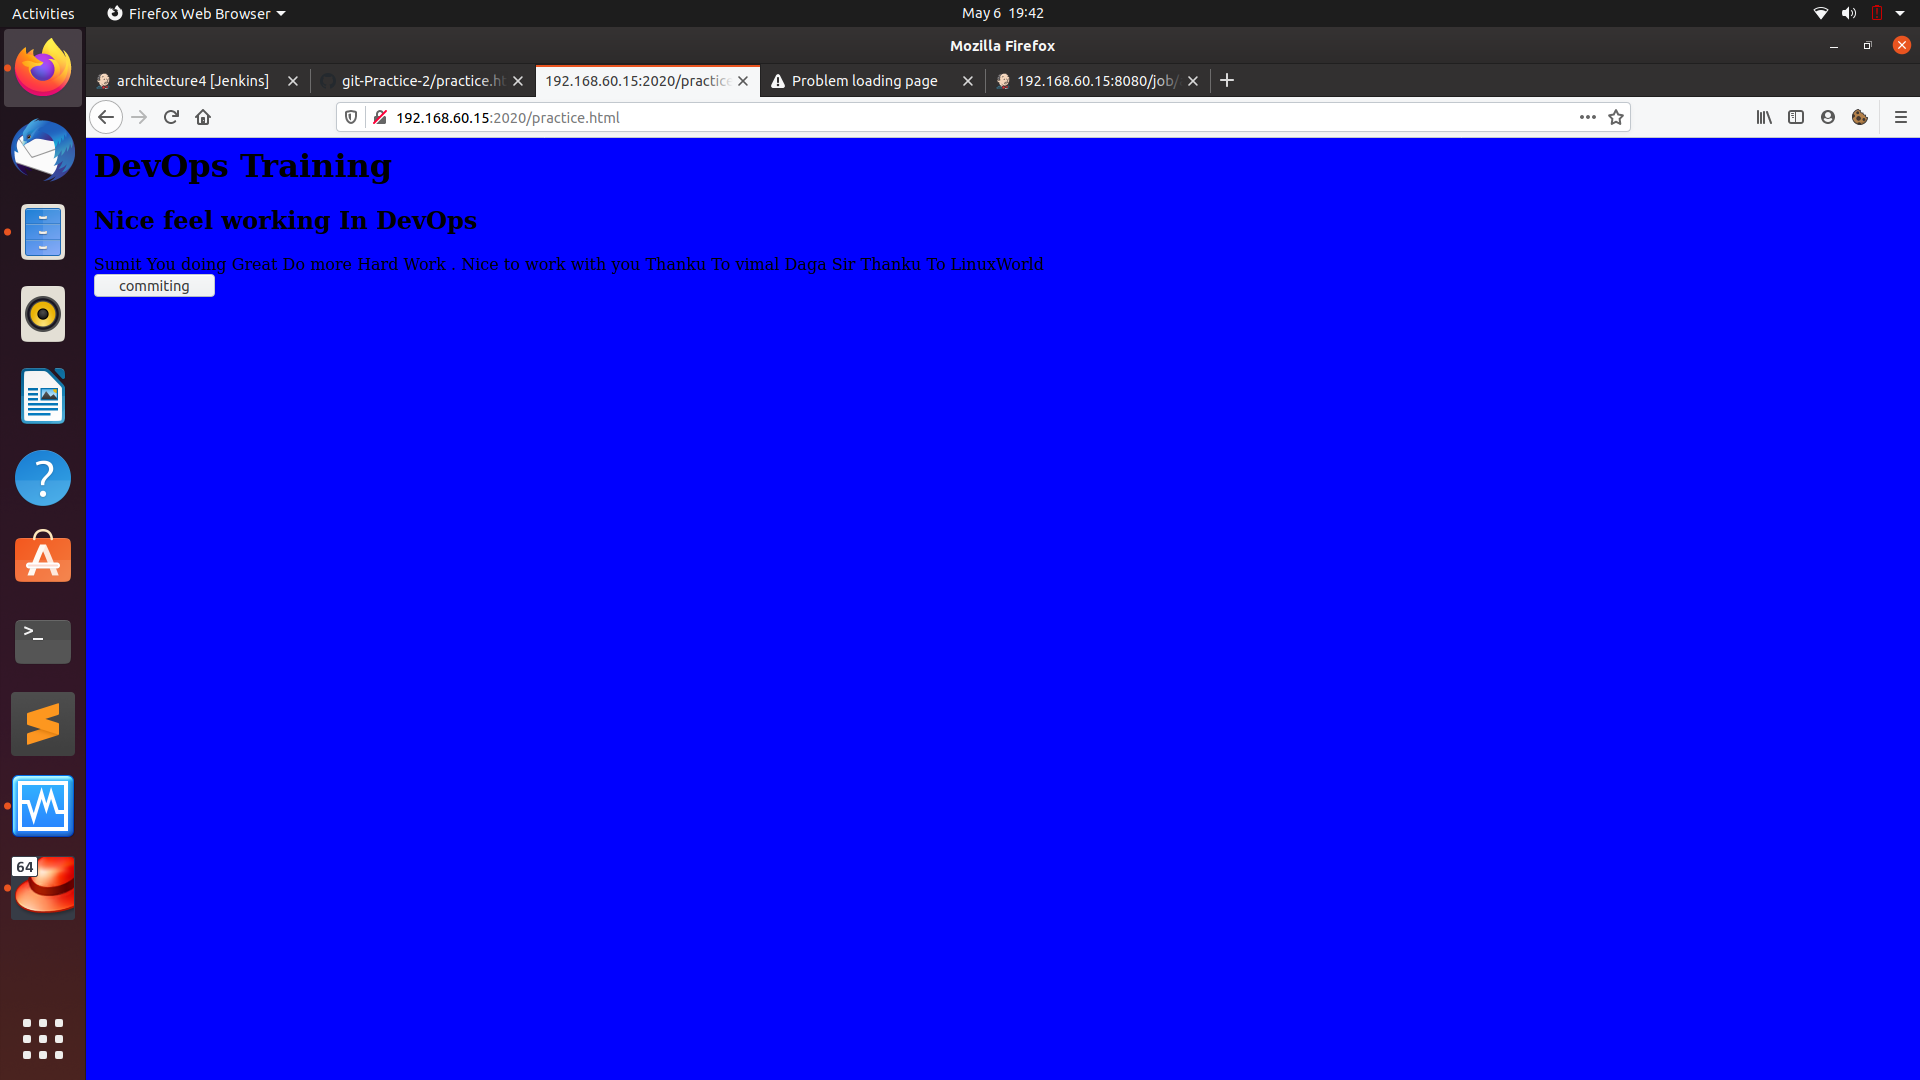 Activities
Firefox Web Browser
May 6 19:42
Mozilla Firefox
architecture4 [Jenkins]
git-Practice-2/practice.ht
192.168.60.15:2020/practice
Problem loading page
192.168.60.15:8080/job/
192.168.60.15:2020/practice.html
DevOps Training
Nice feel working In DevOps
Sumit You doing Great Do more Hard Work . Nice to work with you Thanku To vimal Daga Sir Thanku To LinuxWorld
commiting
64